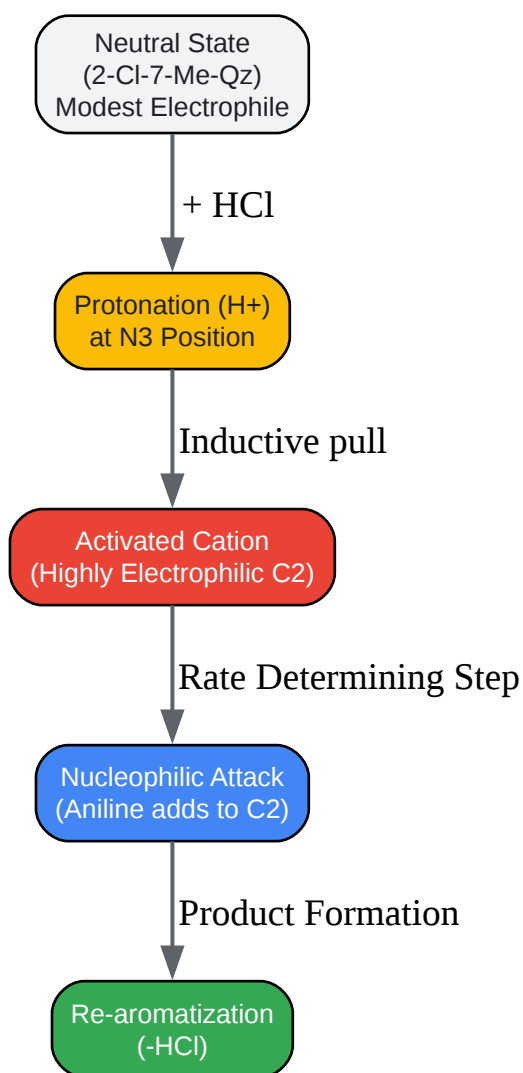 Neutral State
(2-Cl-7-Me-Qz)
Modest Electrophile
+ HCl
Protonation (H+)
at N3 Position
Inductive pull
Activated Cation
(Highly Electrophilic C2)
Rate Determining Step
Nucleophilic Attack
(Aniline adds to C2)
Product Formation
Re-aromatization
(-HCl)